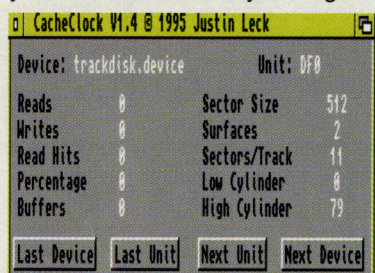 CacheClock V1.4 © 1995 Justin Leck
Device: trackdisk.device Unit: DF0
Reads 0 Sector Size 512
Writes 0 Surfaces 2
Read Hits 0 Sectors/Track 11
Percentage 0 Low Cylinder 0
Buffers 0 High Cylinder 79
Last Device Last Unit Next Unit Next Device